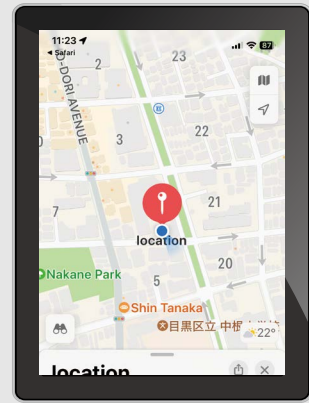 11:23
◀ Safari
87
23
2
D-DORI AVENUE
22
3
21
7
location
20
Nakane Park
5
Shin Tanaka
目黒区立 中根
22°
location